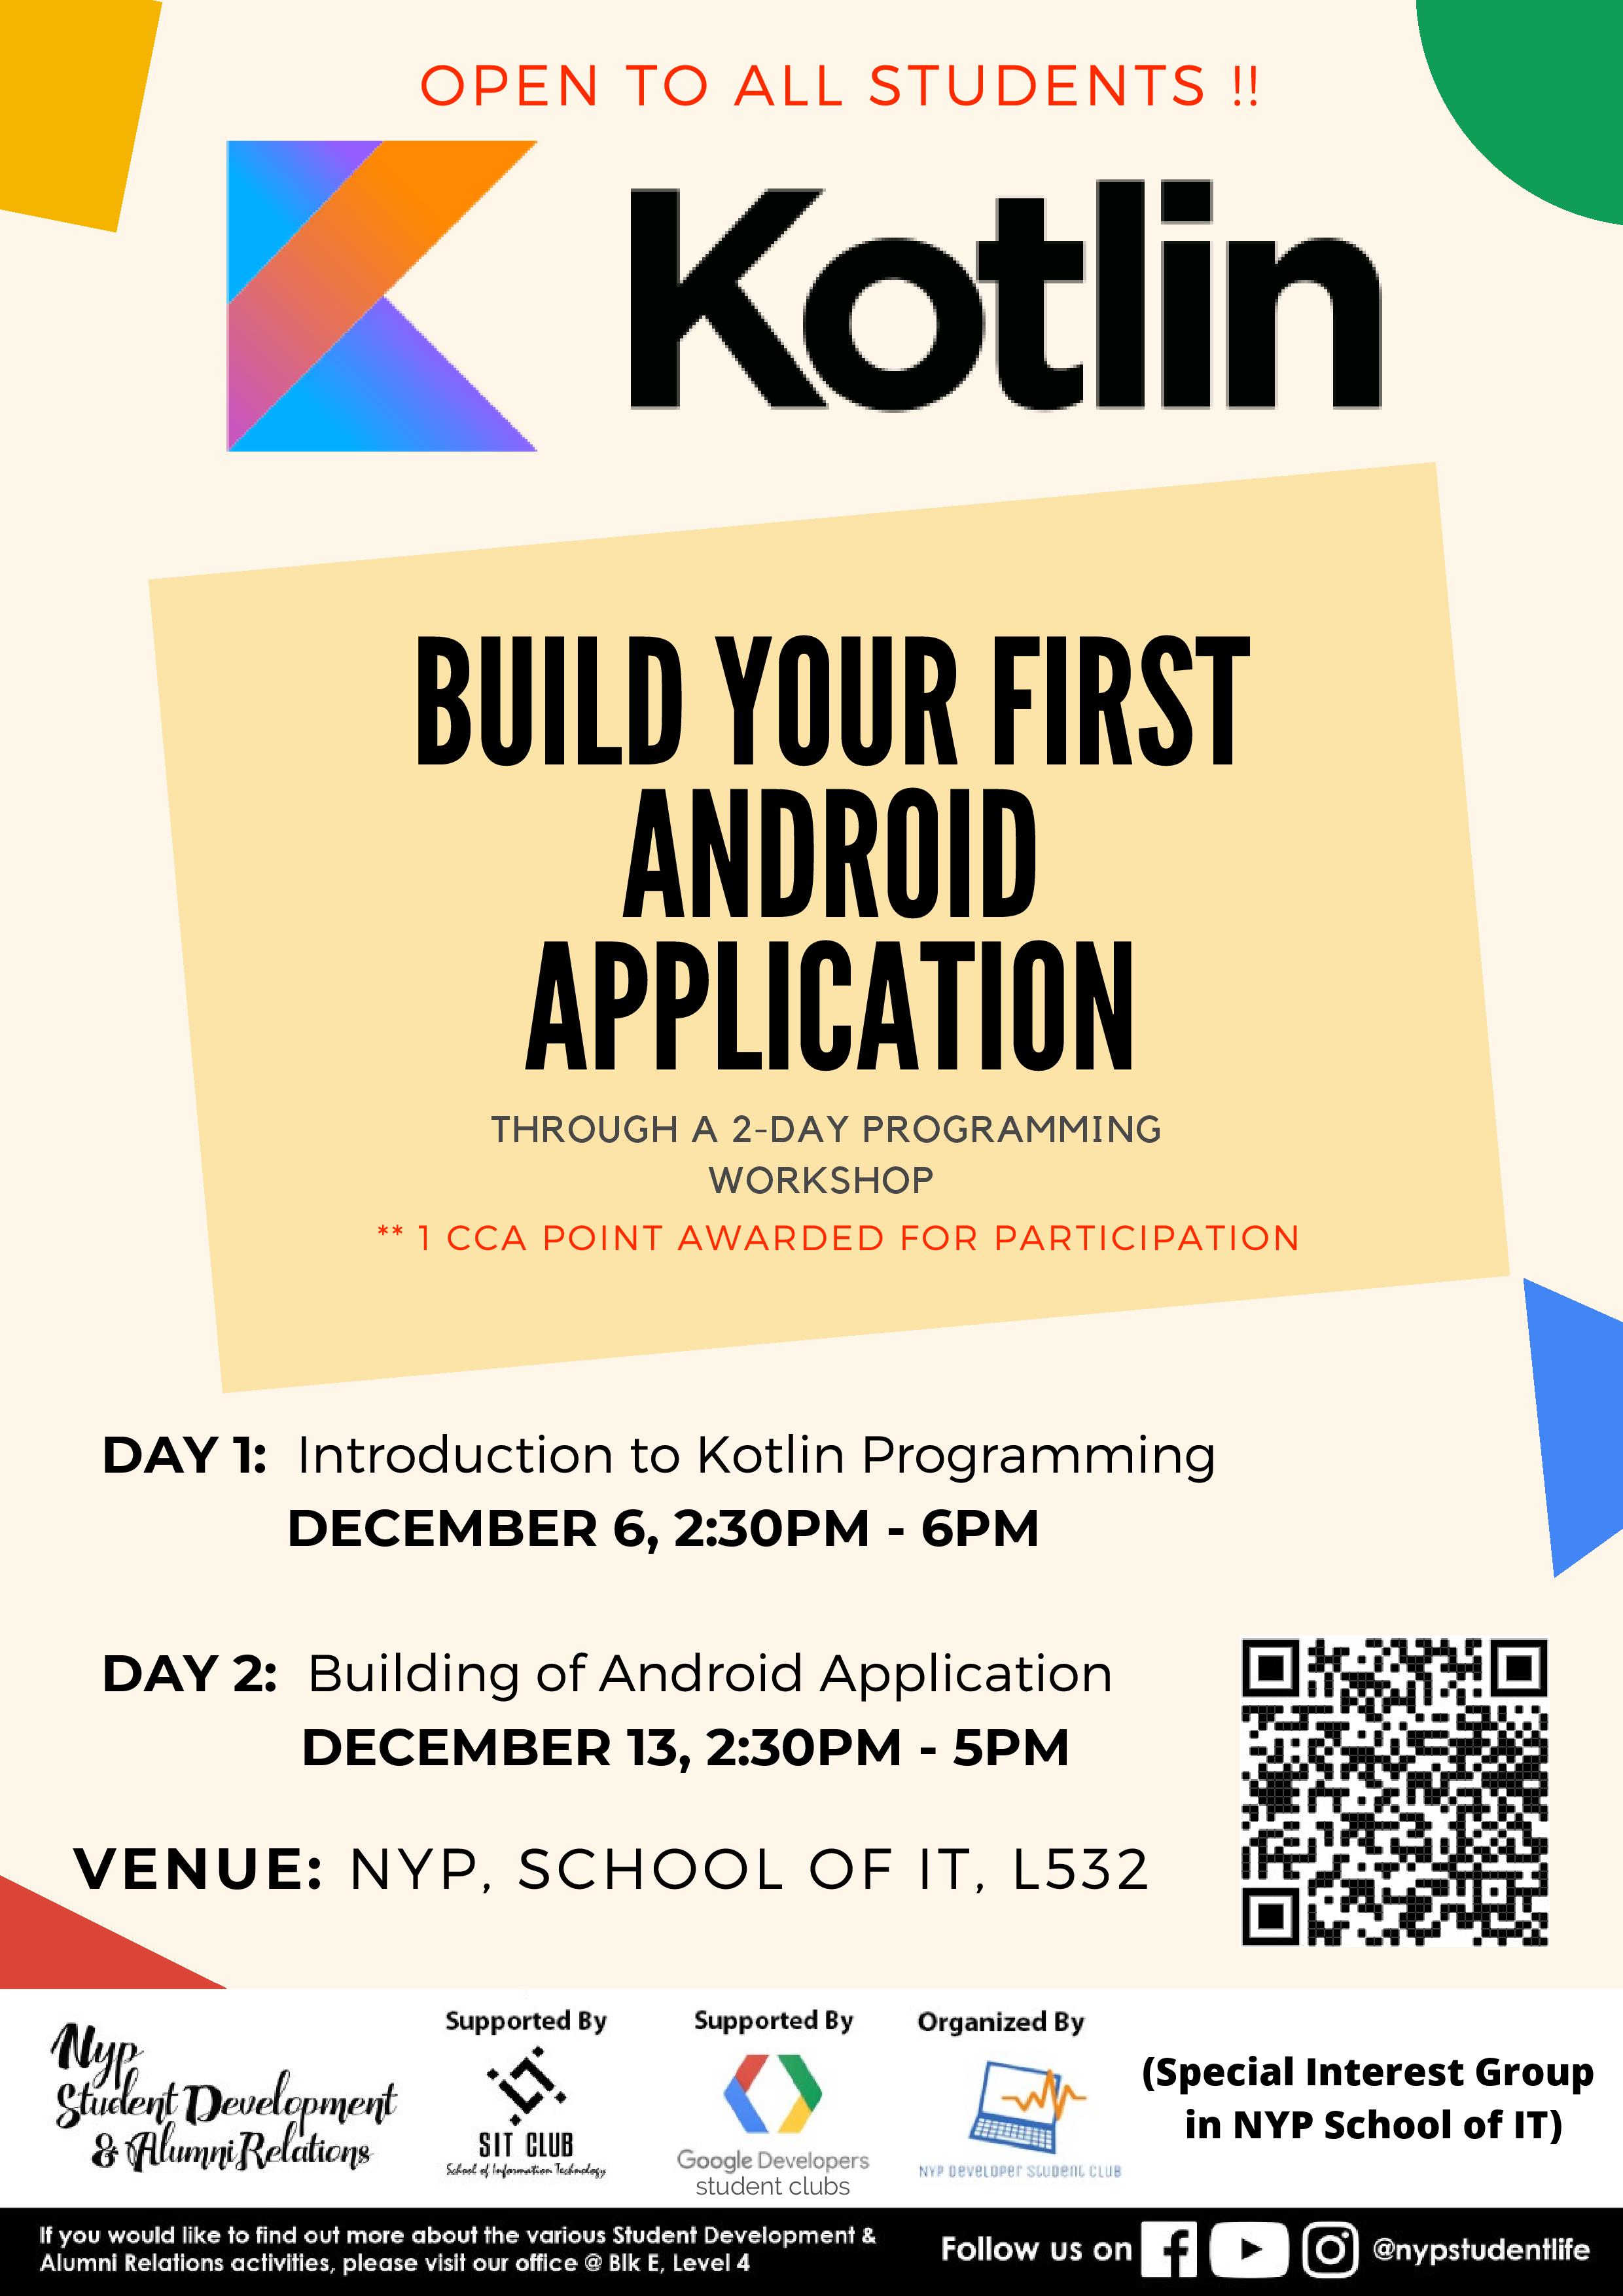 OPEN TO ALL STUDENTS !!
Kotlin
BUILD YOUR FIRST
ANDROID
APPLICATION
THROUGH A 2-DAY PROGRAMMING
WORKSHOP
** 1 CCA POINT AWARDED FOR PARTICIPATION
DAY 1: Introduction to Kotlin Programming
DECEMBER 6, 2:30PM - 6PM
DAY 2: Building of Android Application
DECEMBER 13, 2:30PM - 5PM
VENUE: NYP, SCHOOL OF IT, L532
Nyp
Student Development
& Alumni Relations
Supported By
SIT CLUB
School of Information Technology
Supported By
Google Developers
student clubs
Organized By
NYP DEVELOPER STUDENT CLUB
(Special Interest Group
in NYP School of IT)
If you would like to find out more about the various Student Development &
Alumni Relations activities, please visit our office @ Blk E, Level 4
Follow us on
@nypstudentlife